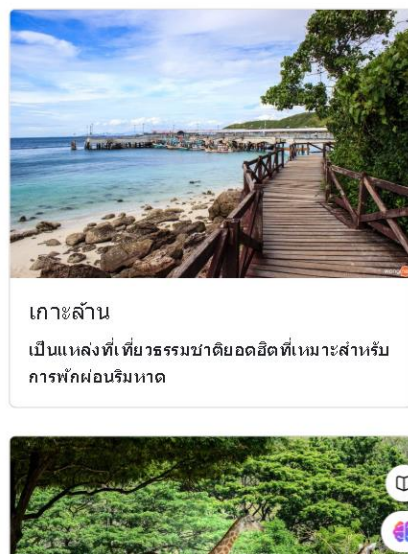 เกาะล้าน
เป็นแหล่งที่เที่ยวธรรมชาติยอดฮิตที่เหมาะสำหรับ
การพักผ่อนริมหาด